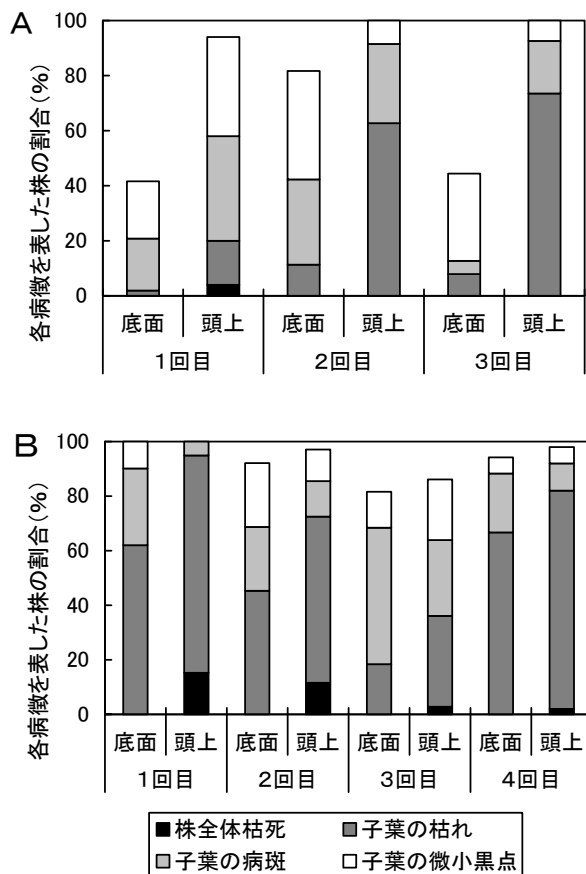 A
各病徴を表した株の割合(%)
100
80
60
40
20
0
底面 頭上 底面 頭上 底面 頭上
1回目 2回目 3回目
B
各病徴を表した株の割合(%)
100
80
60
40
20
0
底面 頭上 底面 頭上 底面 頭上 底面 頭上
1回目 2回目 3回目 4回目
■株全体枯死 ■子葉の枯れ
■子葉の病斑 □子葉の微小黒点